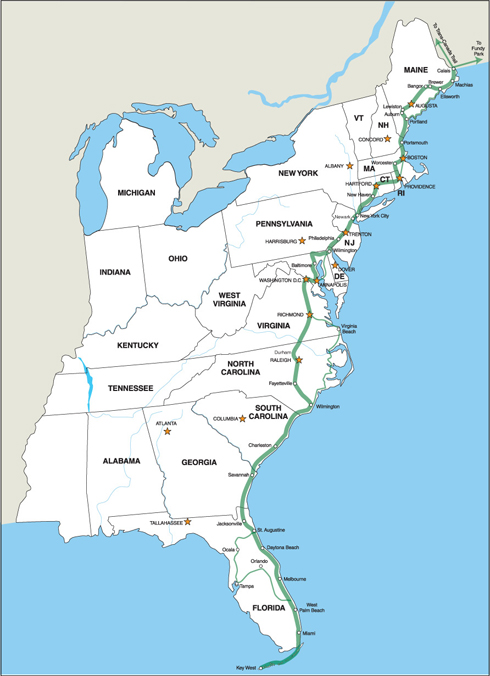 To Trans-Canada Trail
To
Fundy
Park
MAINE
Calais
Brewer
Bangor
Machias
Ellsworth
Lewiston
AUGUSTA
Auburn
VT
NH
Portland
CONCORD
Portsmouth
ALBANY
MA
Worcester
BOSTON
NEW YORK
HARTFORD
CT
PROVIDENCE
RI
New Haven
MICHIGAN
Newark
New York City
PENNSYLVANIA
HARRISBURG
Philadelphia
TRENTON
NJ
Wilmington
OHIO
INDIANA
Baltimore
DOVER
DE
WASHINGTON D.C.
ANNAPOLIS
WEST
VIRGINIA
RICHMOND
VIRGINIA
Virginia
Beach
KENTUCKY
Durham
RALEIGH
NORTH
CAROLINA
TENNESSEE
Fayetteville
SOUTH
CAROLINA
Wilmington
COLUMBIA
ATLANTA
Charleston
ALABAMA
GEORGIA
Savannah
TALLAHASSEE
Jacksonville
St. Augustine
Ocala
Daytona Beach
Orlando
Melbourne
Tampa
FLORIDA
West
Palm Beach
Miami
Key West